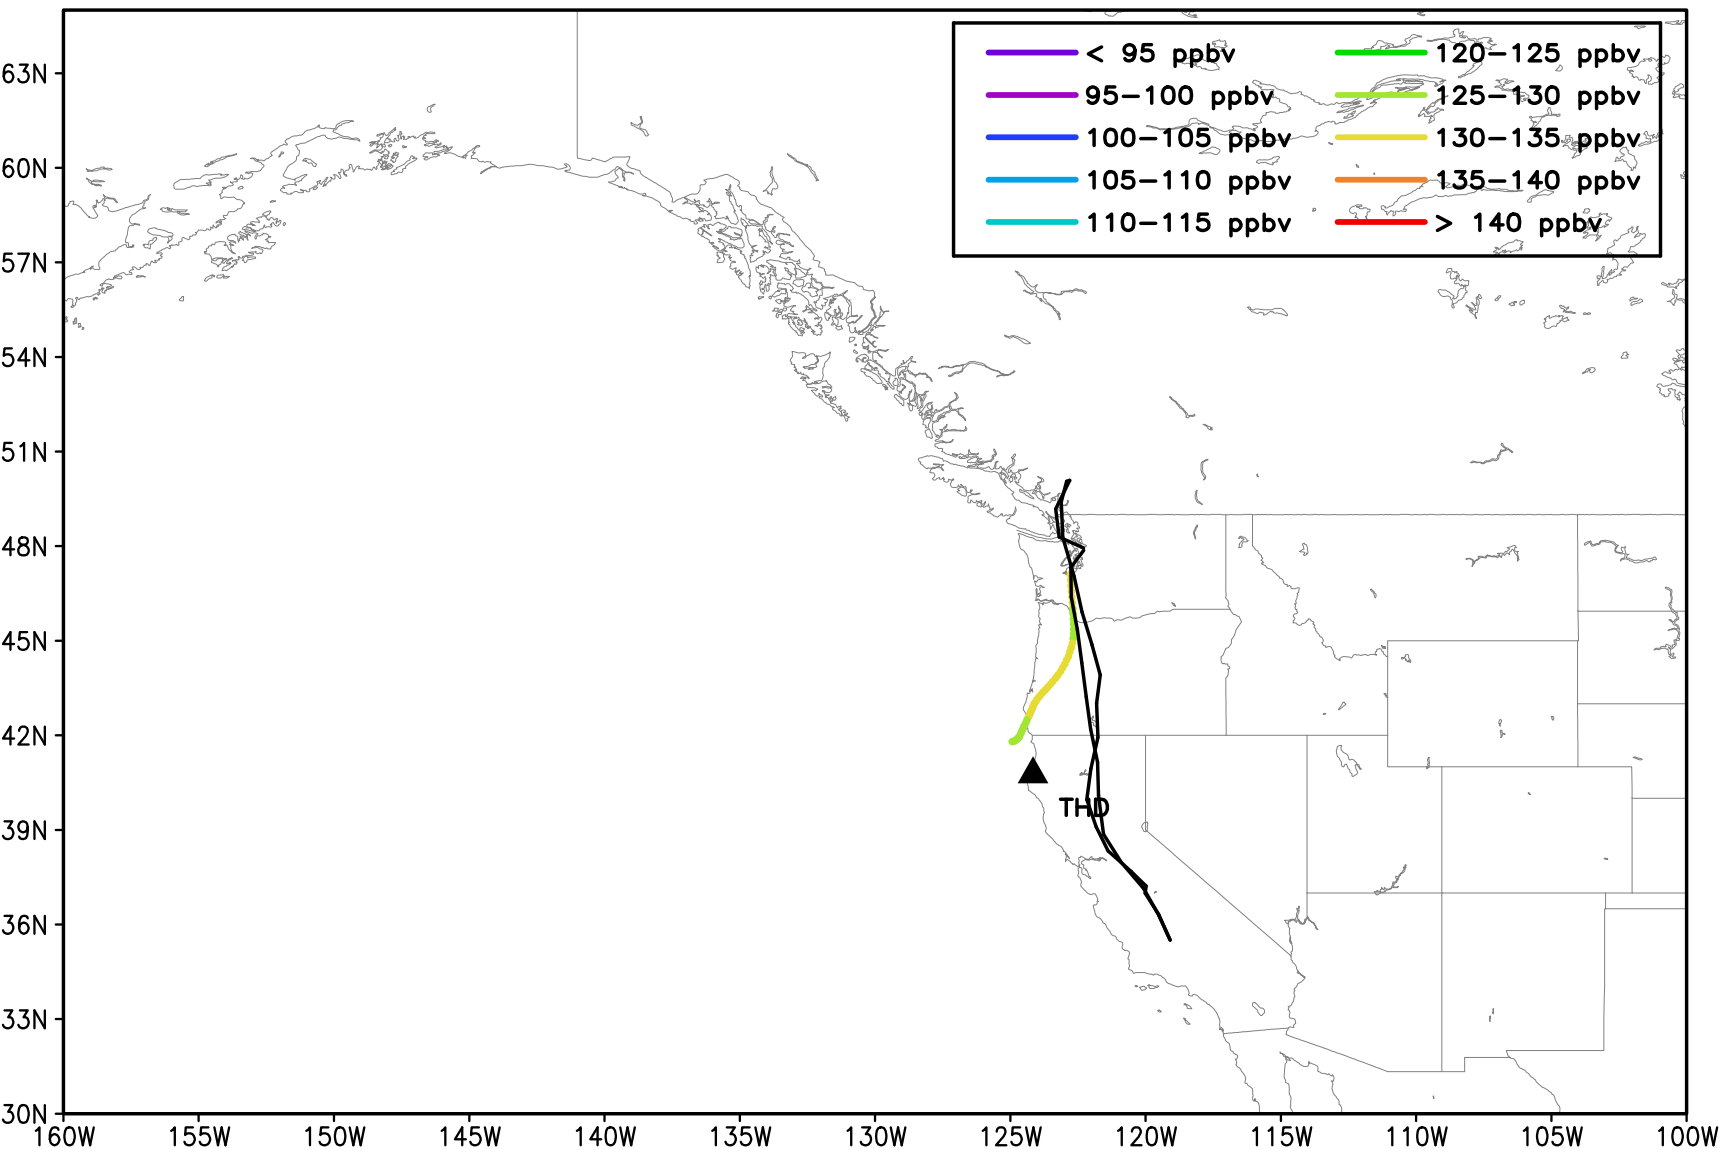 < 95 ppbv
95-100 ppbv
100-105 ppbv
105-110 ppbv
110-115 ppbv
120-125 ppbv
125-130 ppbv
130-135 ppbv
135-140 ppbv
> 140 ppbv
63N
60N
57N
54N
51N
48N
45N
42N
39N
36N
33N
30N
THD
160W 155W 150W 145W 140W 135W 130W 125W 120W 115W 110W 105W 100W